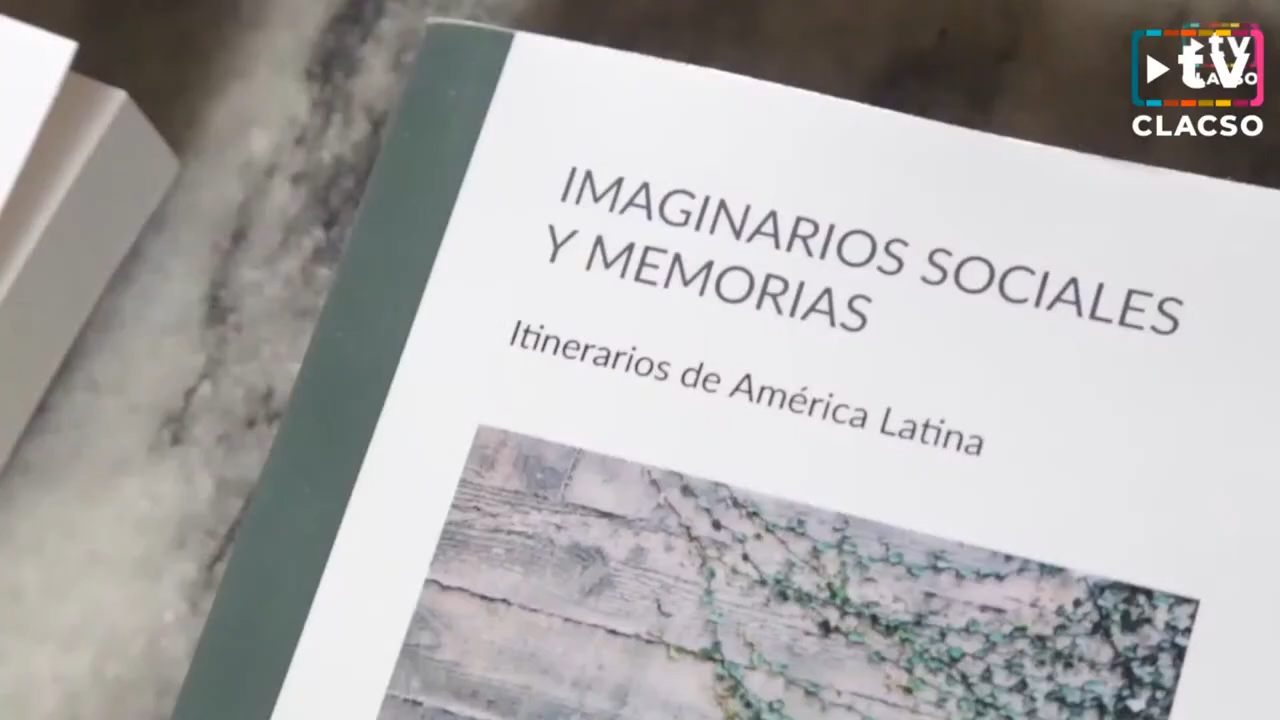 IMAGINARIOS SOCIALES
Y MEMORIAS
Itinerarios de América Latina
tv
CLACSO